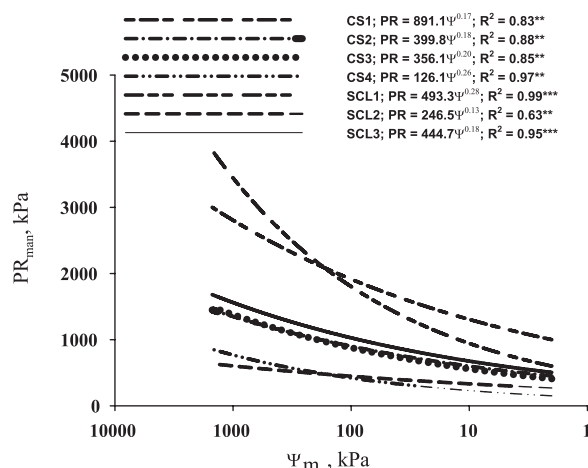 CS1; PR = 891.1Ψ^0.17; R² = 0.83**
CS2; PR = 399.8Ψ^0.18; R² = 0.88**
CS3; PR = 356.1Ψ^0.20; R² = 0.85**
CS4; PR = 126.1Ψ^0.26; R² = 0.97**
SCL1; PR = 493.3Ψ^0.28; R² = 0.99***
SCL2; PR = 246.5Ψ^0.13; R² = 0.63**
SCL3; PR = 444.7Ψ^0.18; R² = 0.95***
5000
4000
3000
2000
1000
0
PR_man, kPa
10000 1000 100 10 1
Ψ_m, kPa